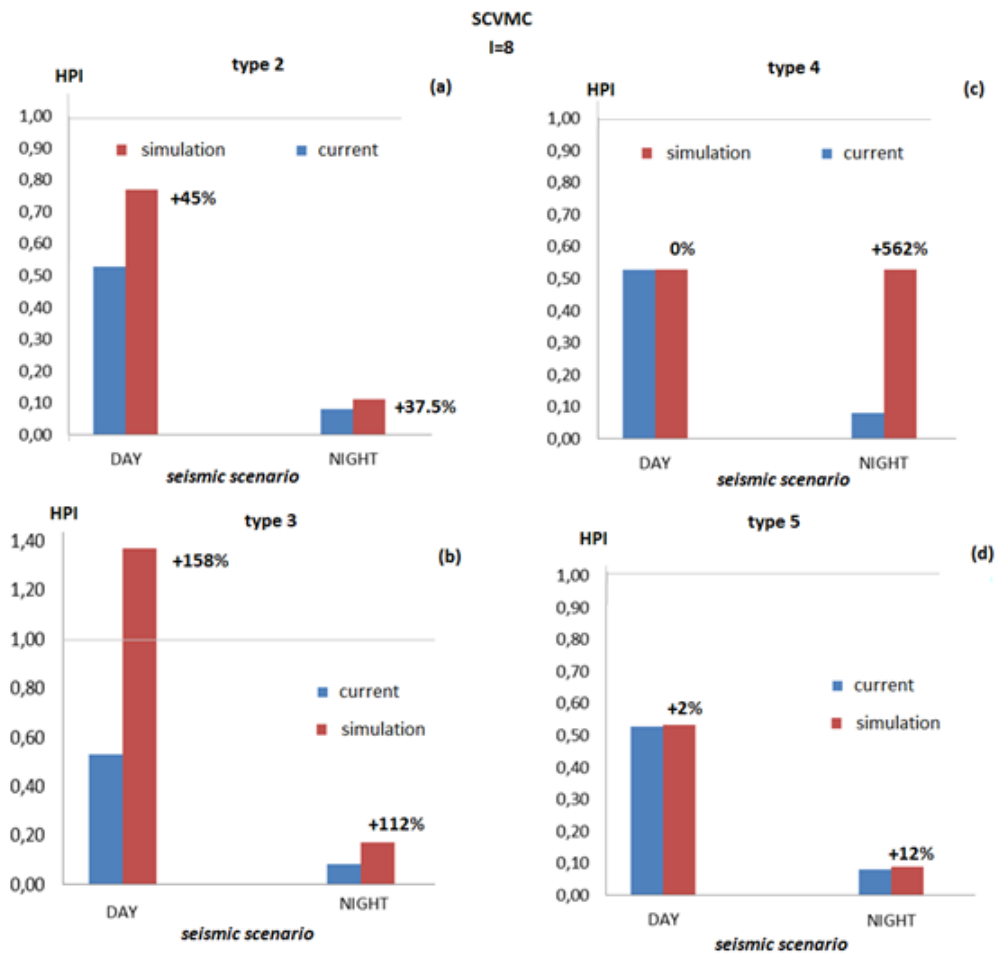 SCVMC
I=8
type 2
HPI
(a)
1,00
0,90
0,80
0,70
0,60
0,50
0,40
0,30
0,20
0,10
0,00
simulation
current
+45%
+37.5%
DAY
NIGHT
seismic scenario
type 4
HPI
(c)
1,00
0,90
0,80
0,70
0,60
0,50
0,40
0,30
0,20
0,10
0,00
simulation
current
0%
+562%
DAY
NIGHT
seismic scenario
HPI
type 3
(b)
1,40
1,20
1,00
0,80
0,60
0,40
0,20
0,00
+158%
current
simulation
+112%
DAY
NIGHT
seismic scenario
type 5
HPI
(d)
1,00
0,90
0,80
0,70
0,60
0,50
0,40
0,30
0,20
0,10
0,00
current
simulation
+2%
+12%
DAY
NIGHT
seismic scenario